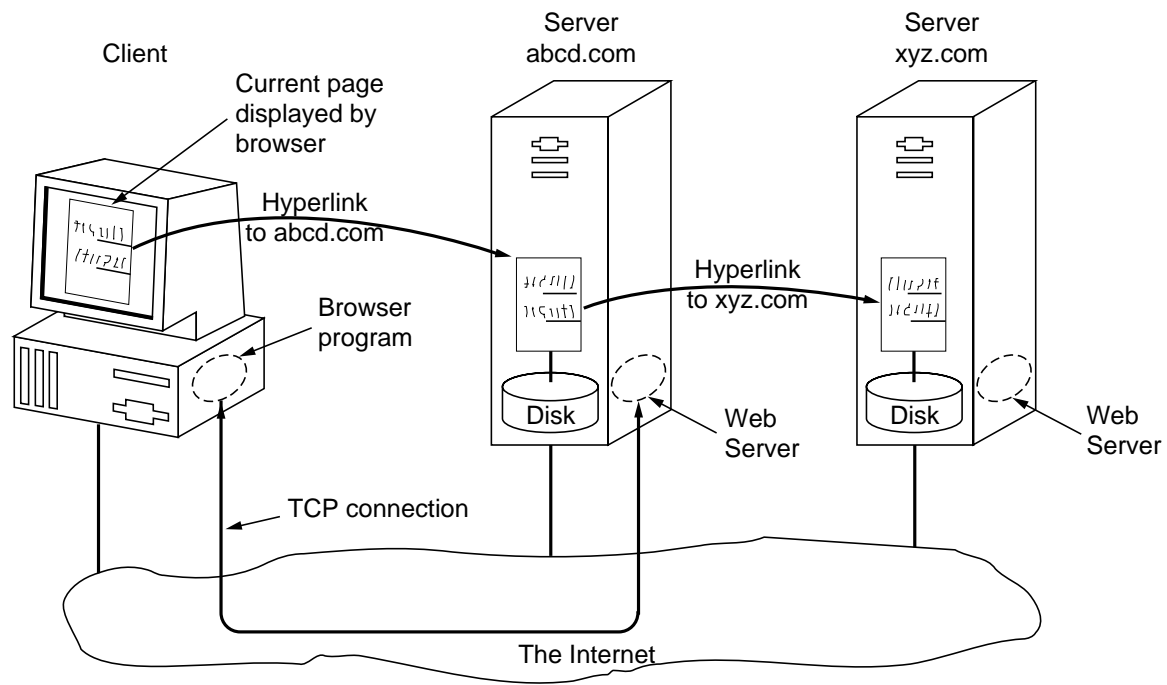 Client
Server
abcd.com
Server
xyz.com
Current page
displayed by
browser
Hyperlink
to abcd.com
Hyperlink
to xyz.com
Browser
program
Disk
Web
Server
Disk
Web
Server
TCP connection
The Internet